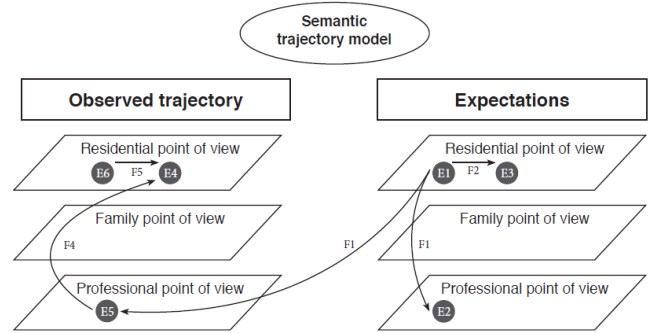 Semantic
trajectory model
Observed trajectory
Expectations
Residential point of view
E6
F5
E4
Residential point of view
E1
F2
E3
Family point of view
F4
F1
Family point of view
F1
Professional point of view
E5
Professional point of view
E2